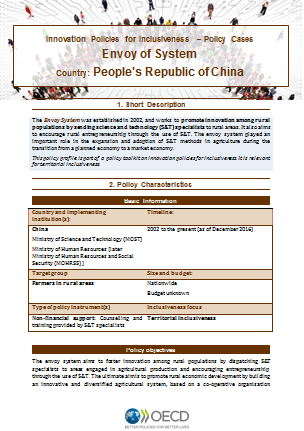 Innovation Policies for Inclusiveness – Policy Cases
Envoy of System
Country: People's Republic of China
1. Short Description
The Envoy System was established in 2002, and works to promote innovation among rural
populations by sending science and technology (S&T) specialists to rural areas. It also aims
to encourage rural entrepreneurship through the use of S&T. The envoy system played an
important role in the expansion and adoption of S&T methods in agriculture during the
transition from a planned economy to a market economy.
This policy profile is part of a policy toolkit on innovation policies for inclusiveness. It is relevant
for territorial inclusiveness.
2. Policy Characteristics
Basic Information
Country and implementing
institution(s):
Timeline:
China
2002 to the present (as of December 2016)
Ministry of Science and Technology (MOST)
Ministry of Human Resources (later
Ministry of Human Resources and Social
Security (MOHRSS))
Target group
Size and budget:
Farmers in rural areas
Nationwide
Budget unknown
Type of policy instrument(s)
Inclusiveness focus
Non-financial support: Counseling and
training provided by S&T specialists
Territorial inclusiveness
Policy objectives
The envoy system aims to foster innovation among rural populations by dispatching S&T
specialists to areas engaged in agricultural production and encouraging entrepreneurship
through the use of S&T. The ultimate aim is to promote rural economic development by building
an innovative and diversified agricultural system, based on a co-operative organisation
OECD
BETTER POLICIES FOR BETTER LIVES